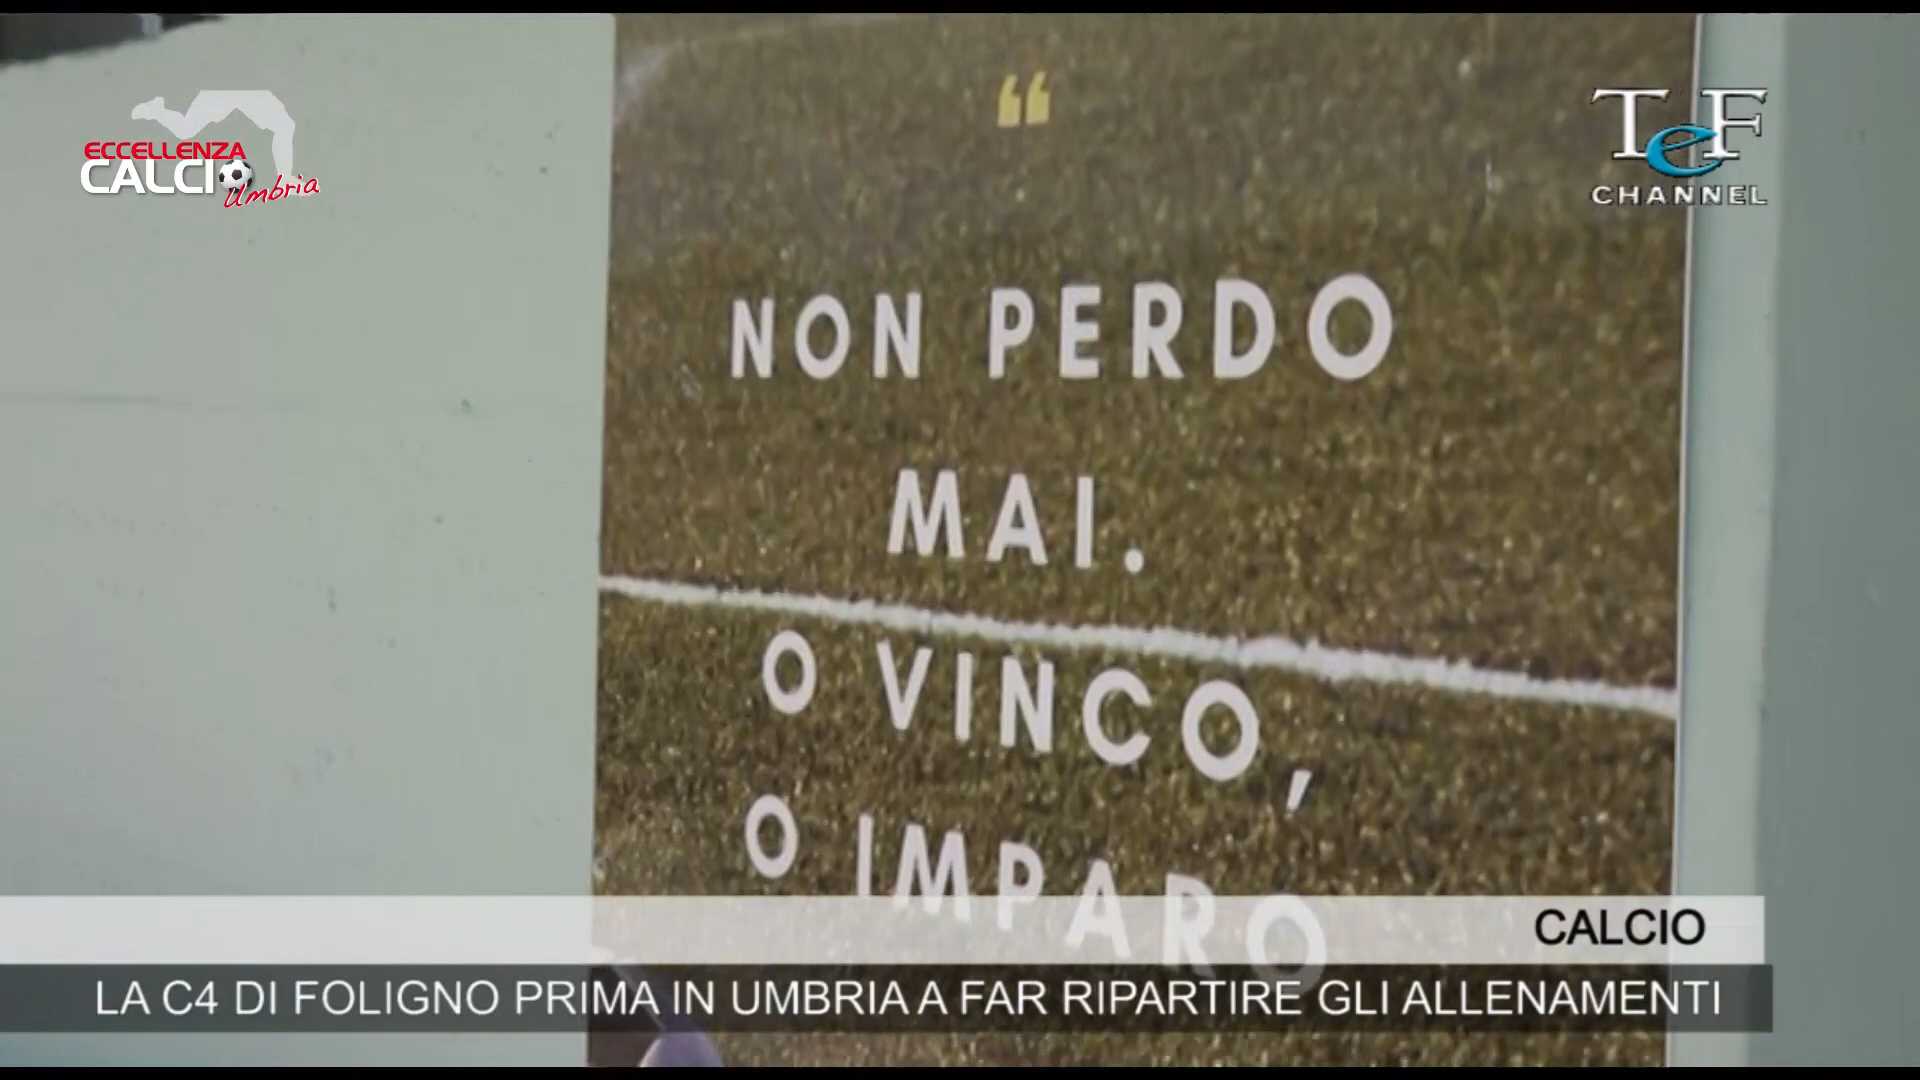 ECCELLENZA
CALCIO
Umbria
TeF
CHANNEL
“
NON PERDO
MAI.
O VINCO,
O IMPARO
CALCIO
LA C4 DI FOLIGNO PRIMA IN UMBRIA A FAR RIPARTIRE GLI ALLENAMENTI